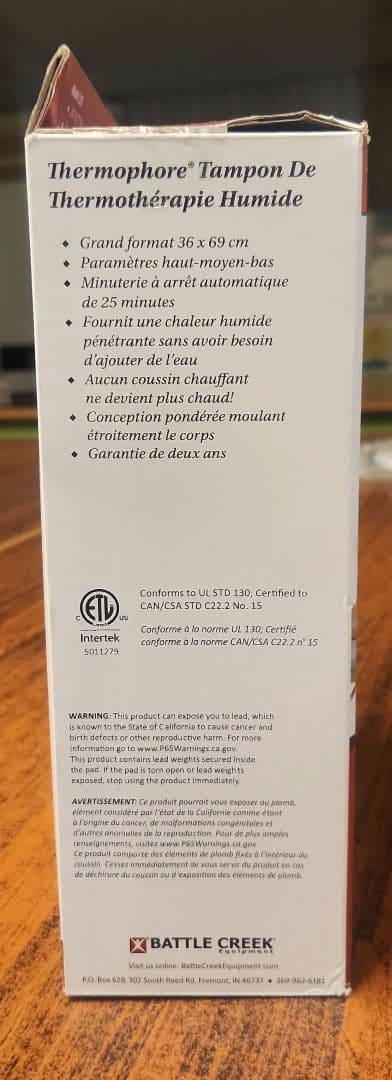 Thermophore® Tampon De
Thermothérapie Humide
◆ Grand format 36 x 69 cm
◆ Paramètres haut-moyen-bas
◆ Minuterie à arrêt automatique
de 25 minutes
◆ Fournit une chaleur humide
pénétrante sans avoir besoin
d'ajouter de l'eau
◆ Aucun coussin chauffant
ne devient plus chaud!
◆ Conception pondérée moulant
étroitement le corps
◆ Garantie de deux ans
ETL
C US
Intertek
5011279
Conforms to UL STD 130; Certified to
CAN/CSA STD C22.2 No. 15
Conforme à la norme UL 130; Certifié
conforme à la norme CAN/CSA C22.2 n° 15
WARNING: This product can expose you to lead, which
is known to the State of California to cause cancer and
birth defects or other reproductive harm. For more
information go to www.P65Warnings.ca.gov.
This product contains lead weights secured inside
the pad. If the pad is torn open or lead weights
exposed, stop using the product immediately.
AVERTISSEMENT: Ce produit pourrait vous exposer au plomb,
élément considéré par l'état de la Californie comme étant
à l'origine du cancer, de malformations congénitales et
d'autres anomalies de la reproduction. Pour de plus amples
renseignements, visitez www.P65Warnings.ca.gov
Ce produit comporte des éléments de plomb fixés à l'intérieur du
coussin. Cessez immédiatement de vous servir du produit en cas
de déchirure du coussin ou d'exposition des éléments de plomb.
BATTLE CREEK
Equipment
Visit us online: BattleCreekEquipment.com
P.O. Box 629, 702 South Reed Rd, Fremont, IN 46737 ◆ 269-962-6181